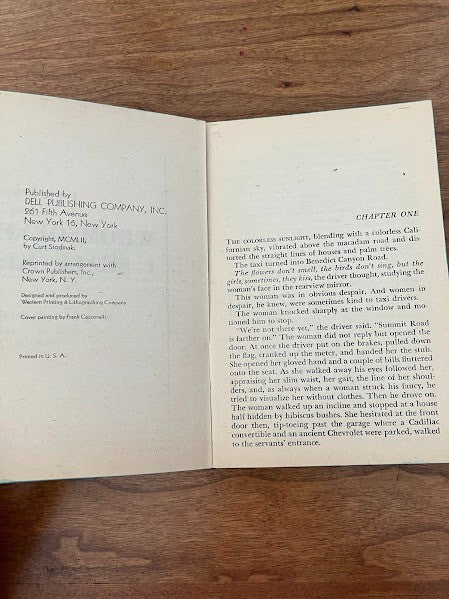 Published by
DELL PUBLISHING COMPANY, INC.
261 Fifth Avenue
New York 16, New York
Copyright, MCMLII,
by Curt Siodmak.
Reprinted by arrangement with
Crown Publishers, Inc.,
New York, N. Y.
Designed and produced by
Western Printing & Lithographing Company
Cover painting by Frank Cozzarelli
Printed in U. S. A.
CHAPTER ONE
THE COLORLESS SUNLIGHT, blending with a colorless Cali-
fornian sky, vibrated above the macadam road and dis-
torted the straight lines of houses and palm trees.
The taxi turned into Benedict Canyon Road.
The flowers don't smell, the birds don't sing, but the
girls, sometimes, they kiss, the driver thought, studying the
woman's face in the rearview mirror.
This woman was in obvious despair. And women in
despair, he knew, were sometimes kind to taxi drivers.
The woman knocked sharply at the window and mo-
tioned him to stop.
"We're not there yet," the driver said. "Summit Road
is farther on." The woman did not reply but opened the
door. At once the driver put on the brakes, pulled down
the flag, cranked up the meter, and handed her the stub.
She opened her gloved hand and a couple of bills fluttered
onto the seat. As she walked away his eyes followed her,
appraising her slim waist, her gait, the line of her shoul-
ders, and, as always when a woman struck his fancy, he
tried to visualize her without clothes. Then he drove on.
The woman walked up an incline and stopped at a house
half hidden by hibiscus bushes. She hesitated at the front
door then, tip-toeing past the garage where a Cadillac
convertible and an ancient Chevrolet were parked, walked
to the servants' entrance.